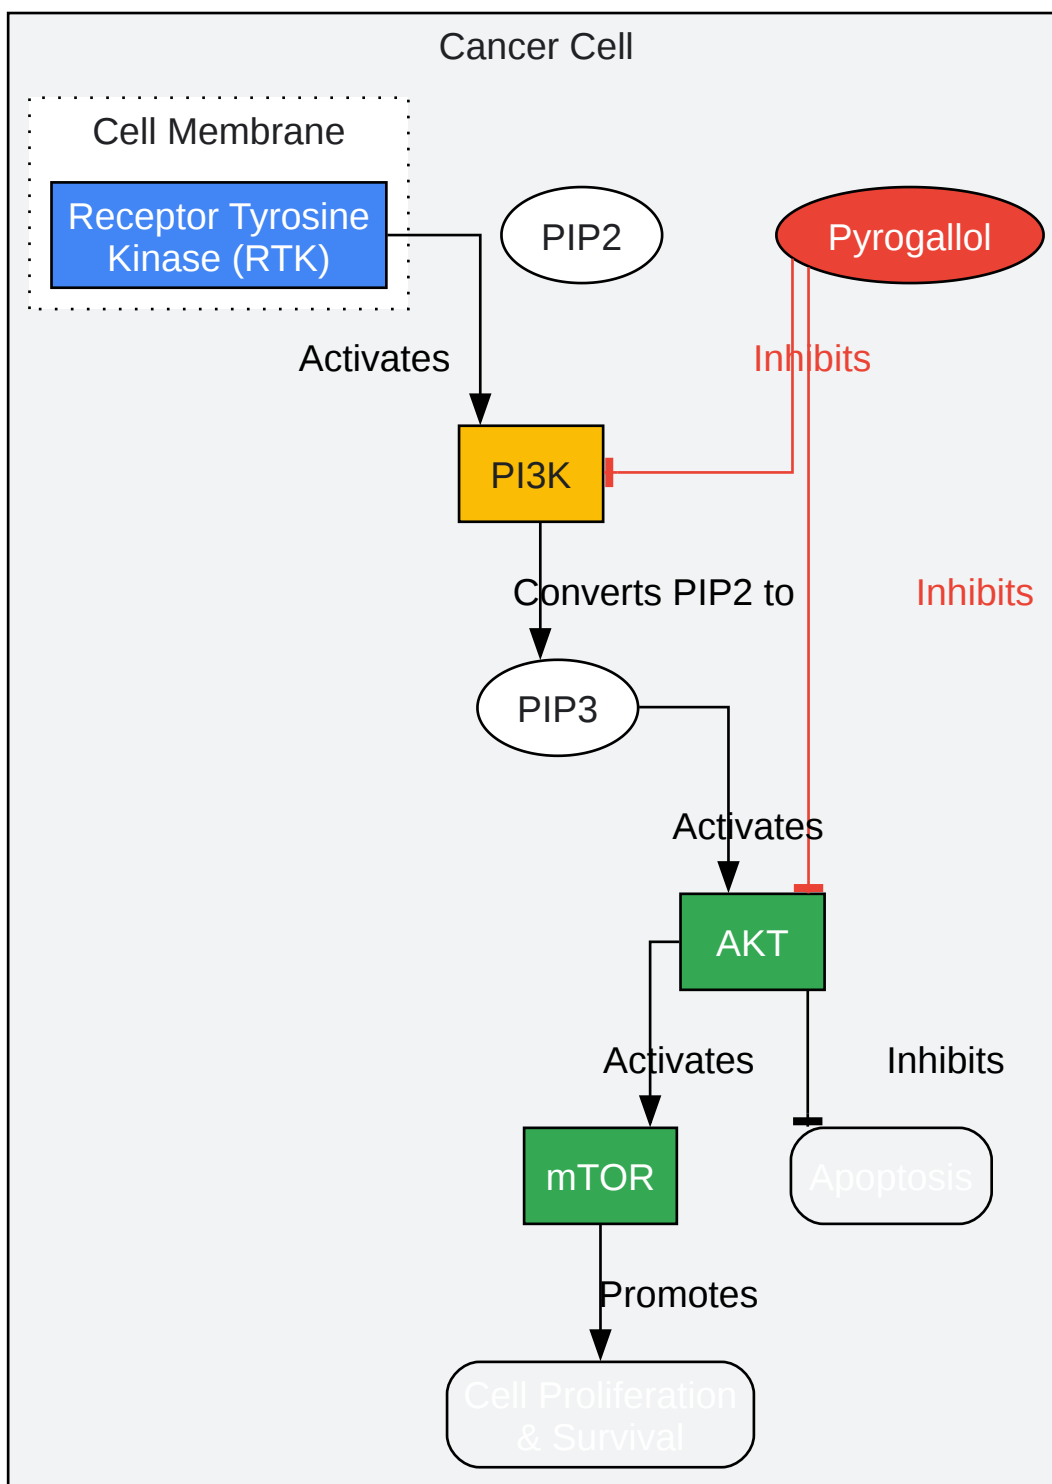 Cancer Cell
Cell Membrane
Receptor Tyrosine
Kinase (RTK)
PIP2
Pyrogallol
Activates
Inhibits
PI3K
Converts PIP2 to
Inhibits
PIP3
Activates
AKT
Activates
Inhibits
mTOR
Apoptosis
Promotes
Cell Proliferation
& Survival